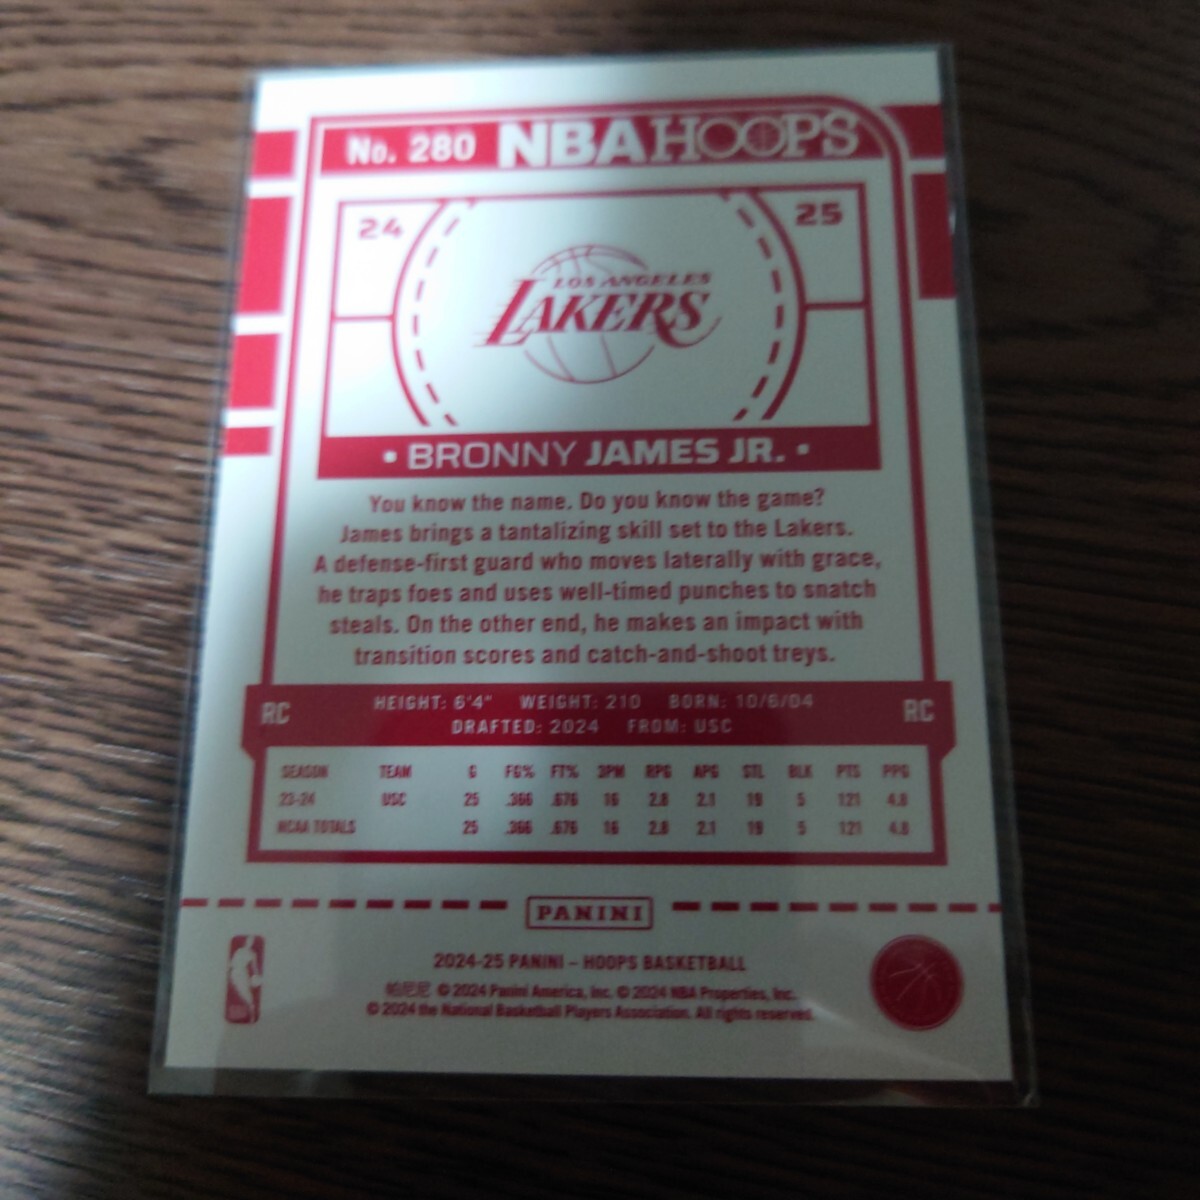 No. 280 NBA HOOPS
24 25
LOS ANGELES
LAKERS
• BRONNY JAMES JR. •
You know the name. Do you know the game?
James brings a tantalizing skill set to the Lakers.
A defense-first guard who moves laterally with grace,
he traps foes and uses well-timed punches to snatch
steals. On the other end, he makes an impact with
transition scores and catch-and-shoot treys.
RC HEIGHT: 6'4" WEIGHT: 210 BORN: 10/6/04 RC
DRAFTED: 2024 FROM: USC
SEASON TEAM G FG% FT% 3PM RPG APG STL BLK PTS PPG
23-24 USC 25 .366 .676 16 2.8 2.1 19 5 121 4.8
NCAA TOTALS 25 .366 .676 16 2.8 2.1 19 5 121 4.8
PANINI
2024-25 PANINI – HOOPS BASKETBALL
帕尼尼 © 2024 Panini America, Inc. © 2024 NBA Properties, Inc.
© 2024 the National Basketball Players Association. All rights reserved.